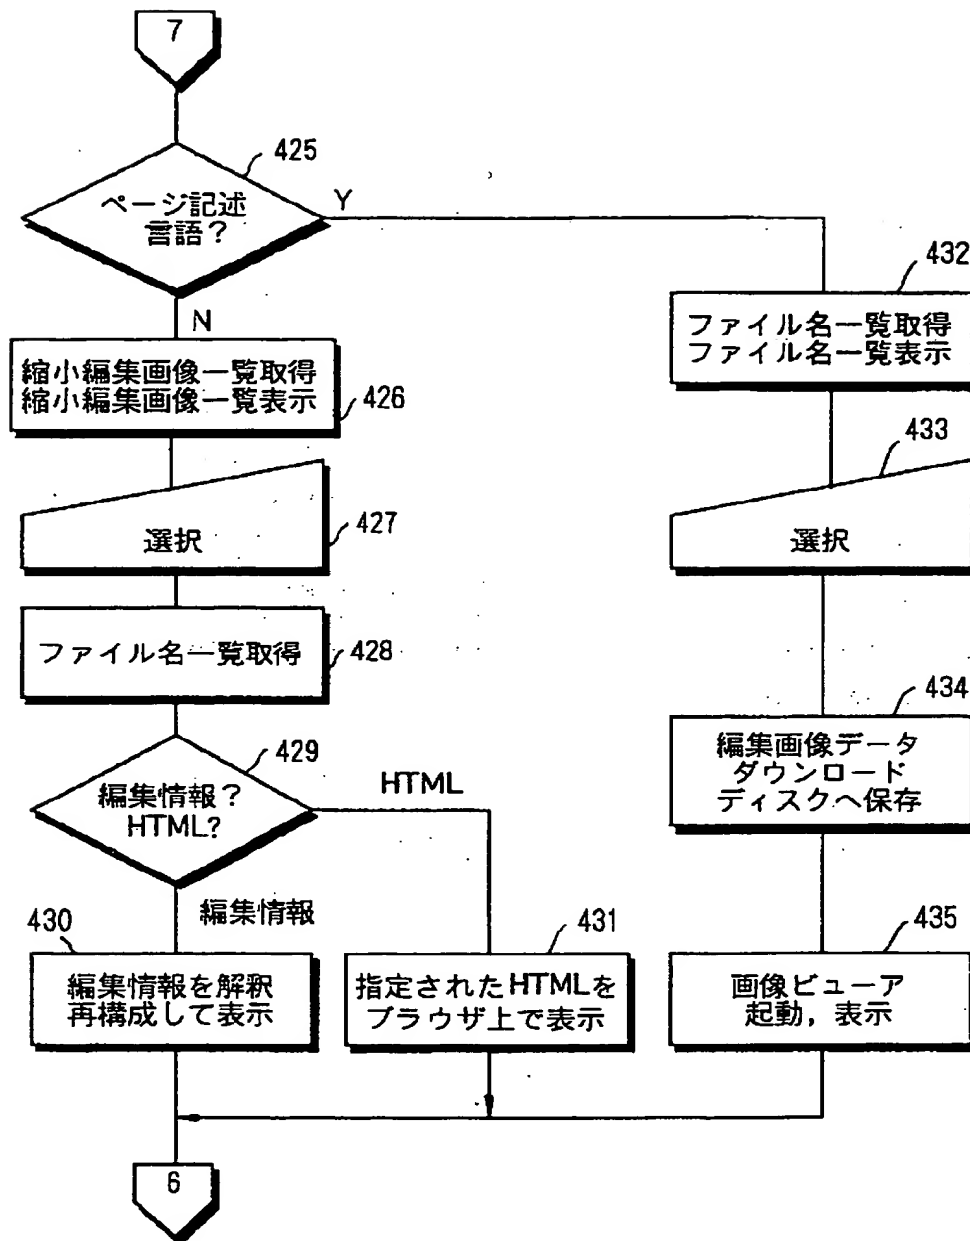 7
425
ページ記述
言語?
Y
N
432
ファイル名一覧取得
ファイル名一覧表示
縮小編集画像一覧取得
縮小編集画像一覧表示
426
433
選択
427
選択
ファイル名一覧取得
428
434
編集画像データ
ダウンロード
ディスクへ保存
429
編集情報?
HTML?
HTML
編集情報
430
編集情報を解釈
再構成して表示
431
指定されたHTMLを
ブラウザ上で表示
435
画像ビューア
起動,表示
6